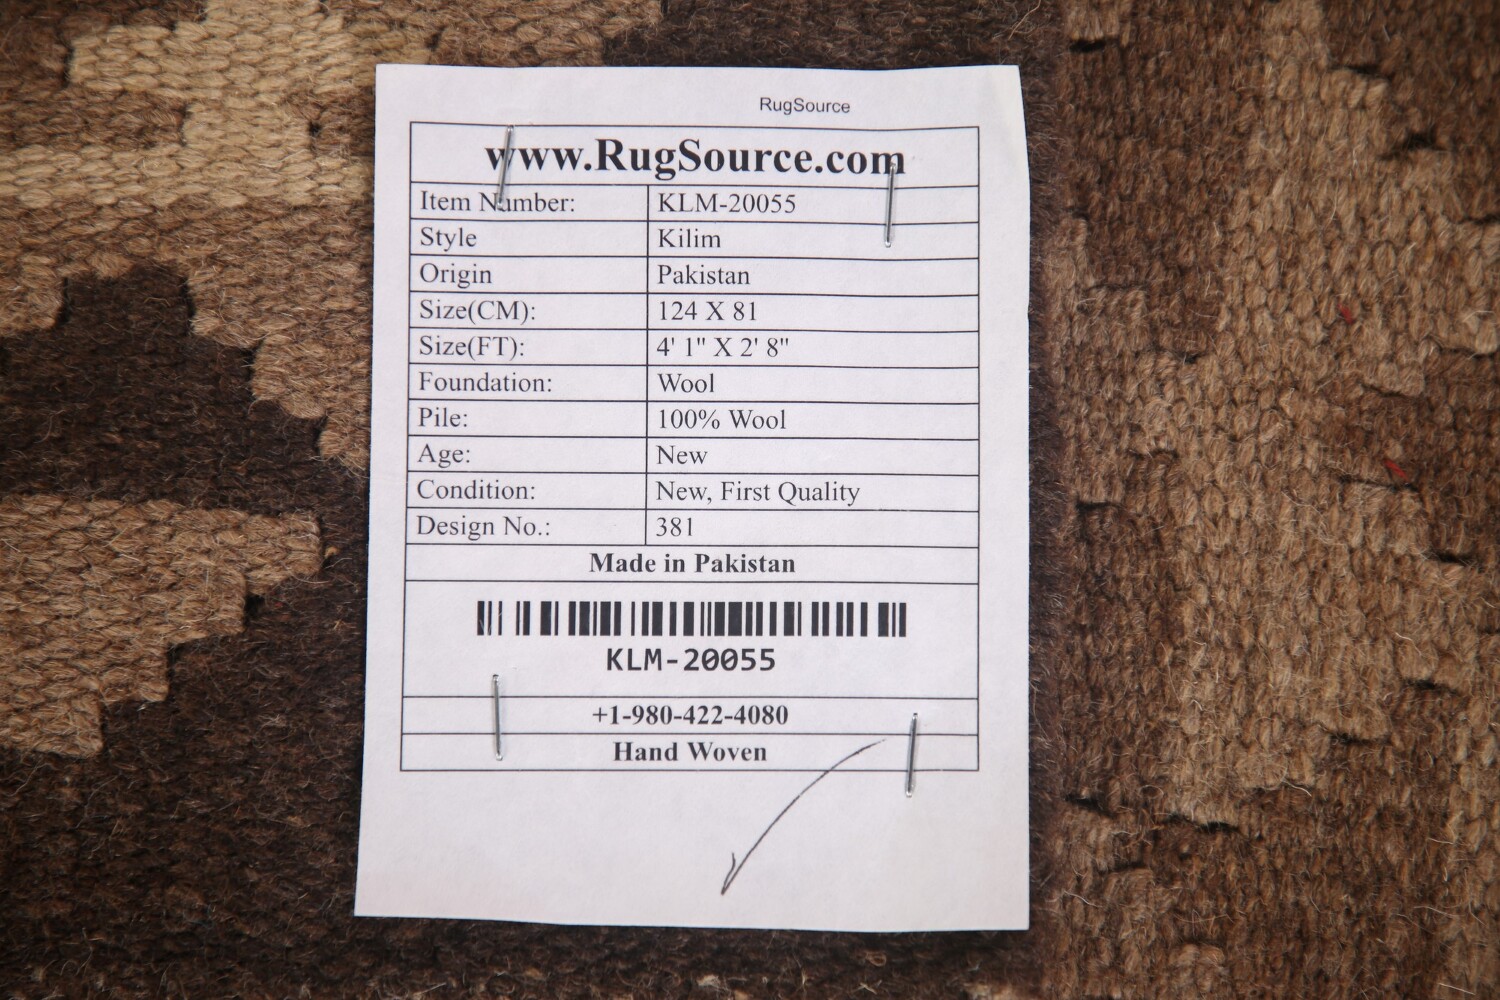 RugSource
www.RugSource.com
Item Number: KLM-20055
Style Kilim
Origin Pakistan
Size(CM): 124 X 81
Size(FT): 4' 1" X 2' 8"
Foundation: Wool
Pile: 100% Wool
Age: New
Condition: New, First Quality
Design No.: 381
Made in Pakistan
KLM-20055
+1-980-422-4080
Hand Woven